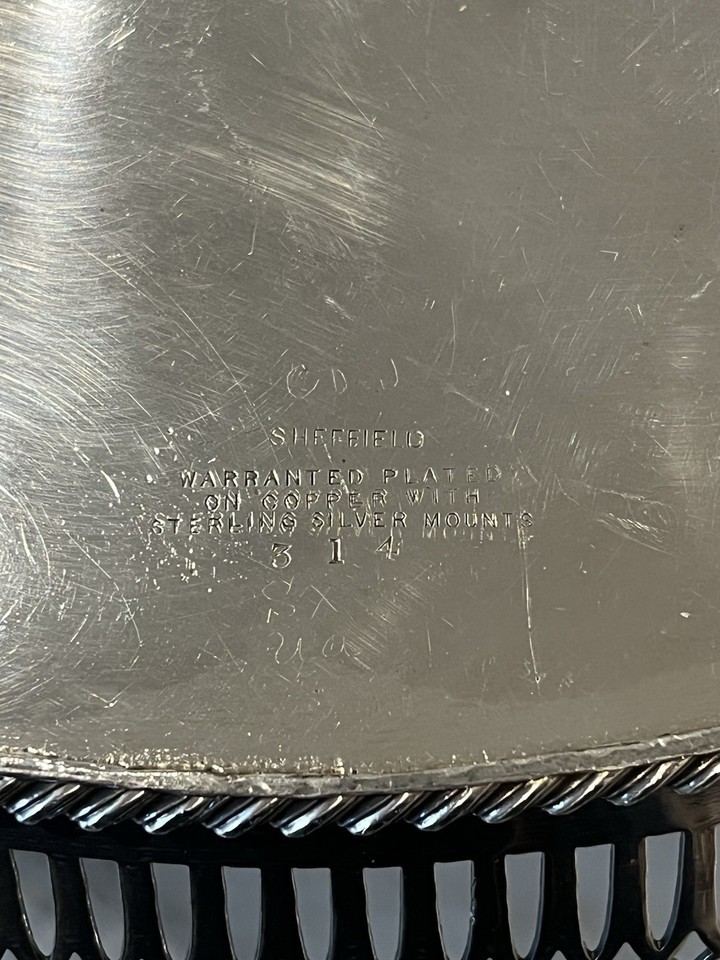 SHEFFIELD
WARRANTED PLATED
ON COPPER WITH
STERLING SILVER MOUNTS
314